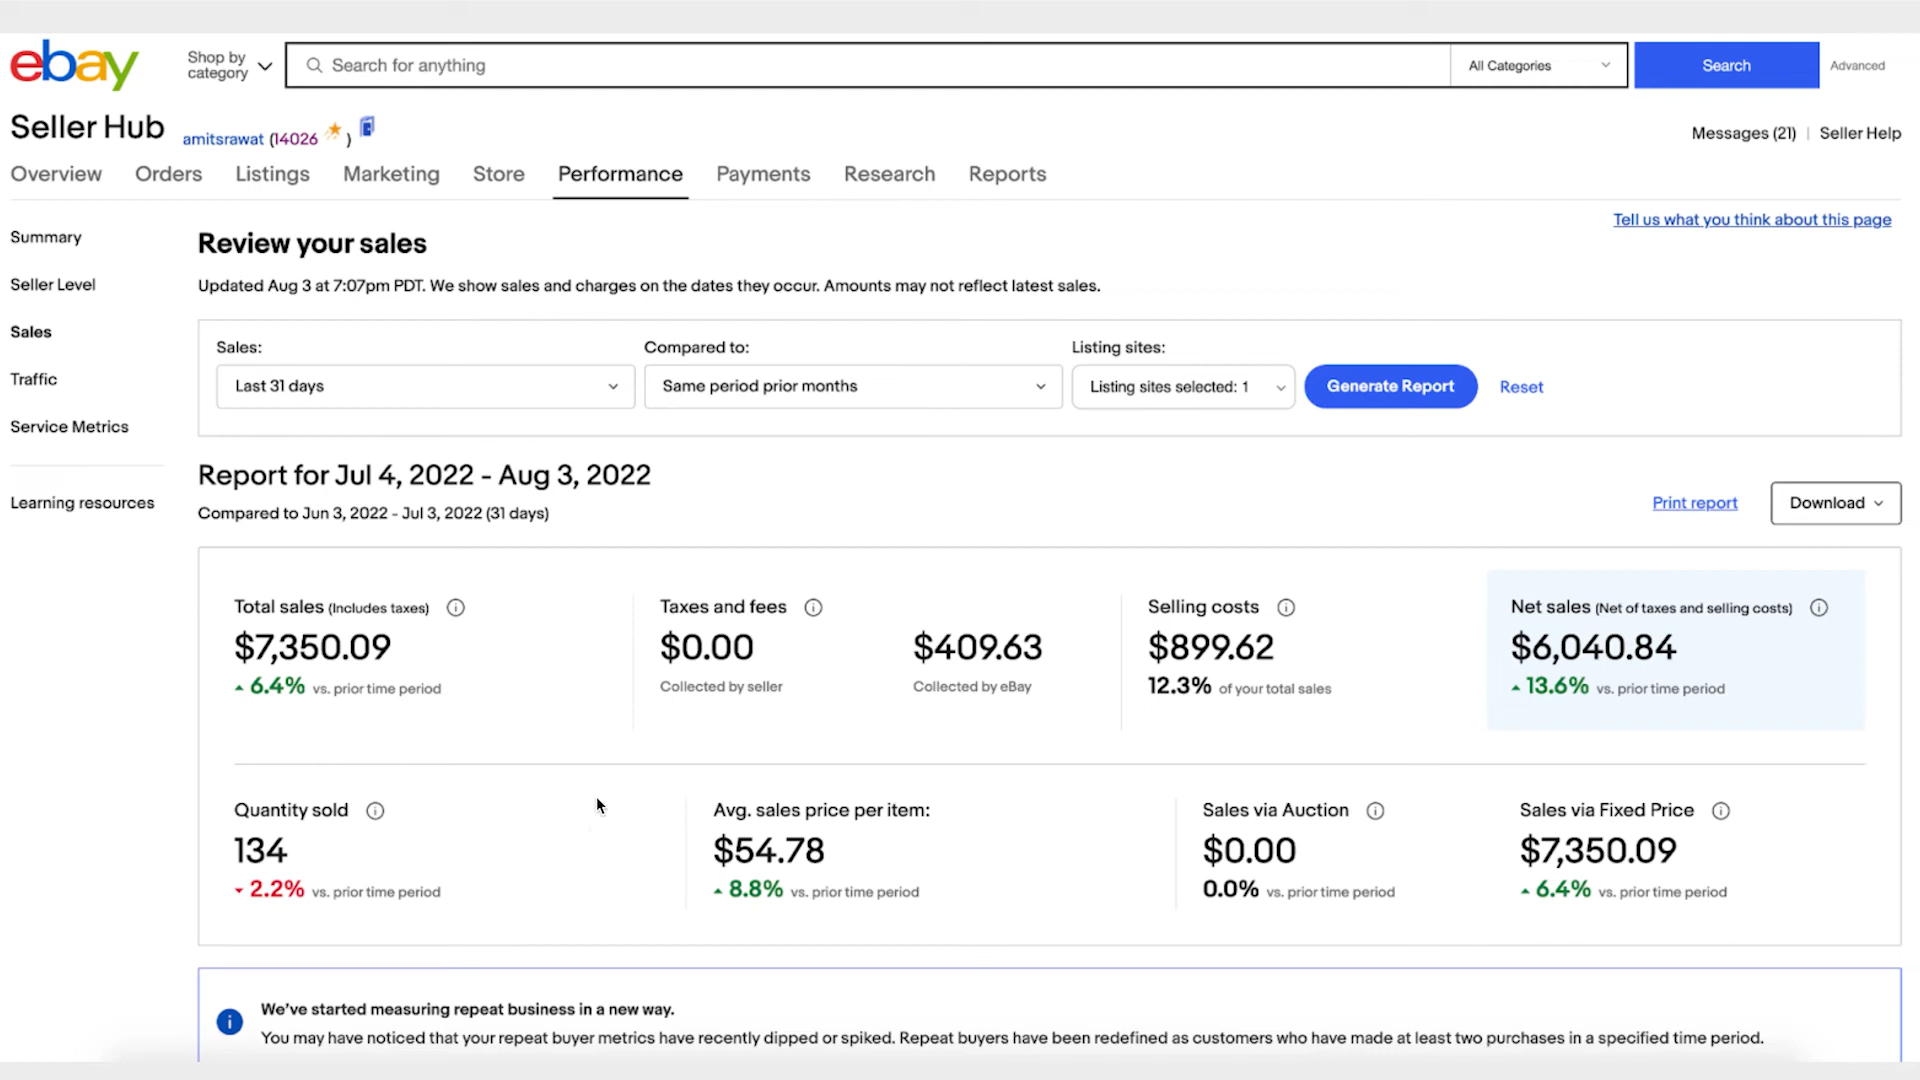 ebay
Shop by category
Search for anything
All Categories
Search
Advanced
Seller Hub
amitsrawat (14026 )
Messages (21) | Seller Help
Overview
Orders
Listings
Marketing
Store
Performance
Payments
Research
Reports
Tell us what you think about this page
Summary
Seller Level
Sales
Traffic
Service Metrics
Learning resources
Review your sales
Updated Aug 3 at 7:07pm PDT. We show sales and charges on the dates they occur. Amounts may not reflect latest sales.
Sales:
Last 31 days
Compared to:
Same period prior months
Listing sites:
Listing sites selected: 1
Generate Report
Reset
Report for Jul 4, 2022 - Aug 3, 2022
Compared to Jun 3, 2022 - Jul 3, 2022 (31 days)
Print report
Download
Total sales (Includes taxes)
$7,350.09
6.4% vs. prior time period
Taxes and fees
$0.00
Collected by seller
$409.63
Collected by eBay
Selling costs
$899.62
12.3% of your total sales
Net sales (Net of taxes and selling costs)
$6,040.84
13.6% vs. prior time period
Quantity sold
134
2.2% vs. prior time period
Avg. sales price per item:
$54.78
8.8% vs. prior time period
Sales via Auction
$0.00
0.0% vs. prior time period
Sales via Fixed Price
$7,350.09
6.4% vs. prior time period
We've started measuring repeat business in a new way.
You may have noticed that your repeat buyer metrics have recently dipped or spiked. Repeat buyers have been redefined as customers who have made at least two purchases in a specified time period.